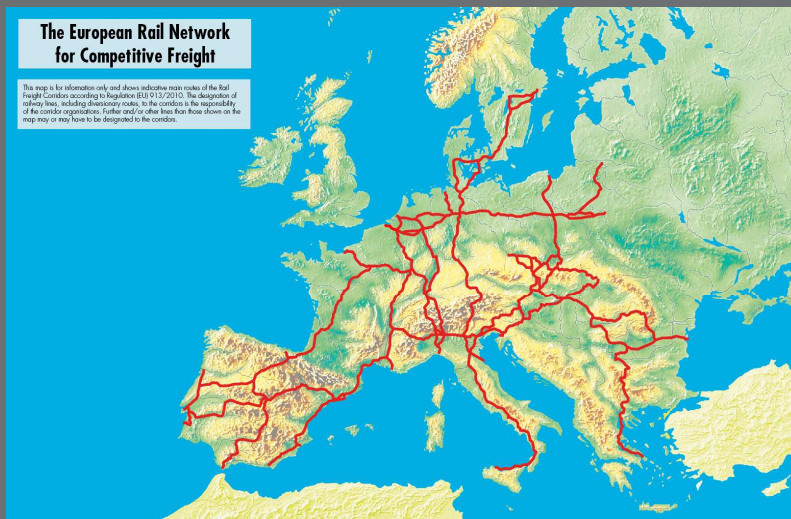 The European Rail Network
for Competitive Freight
This map is for information only and shows indicative main routes of the Rail
Freight Corridors according to Regulation (EU) 913/2010. The designation of
railway lines, including diversionary routes, to the corridors is the responsibility
of the corridor organisations. Further and/or other lines than those shown on the
map may or may have to be designated to the corridors.